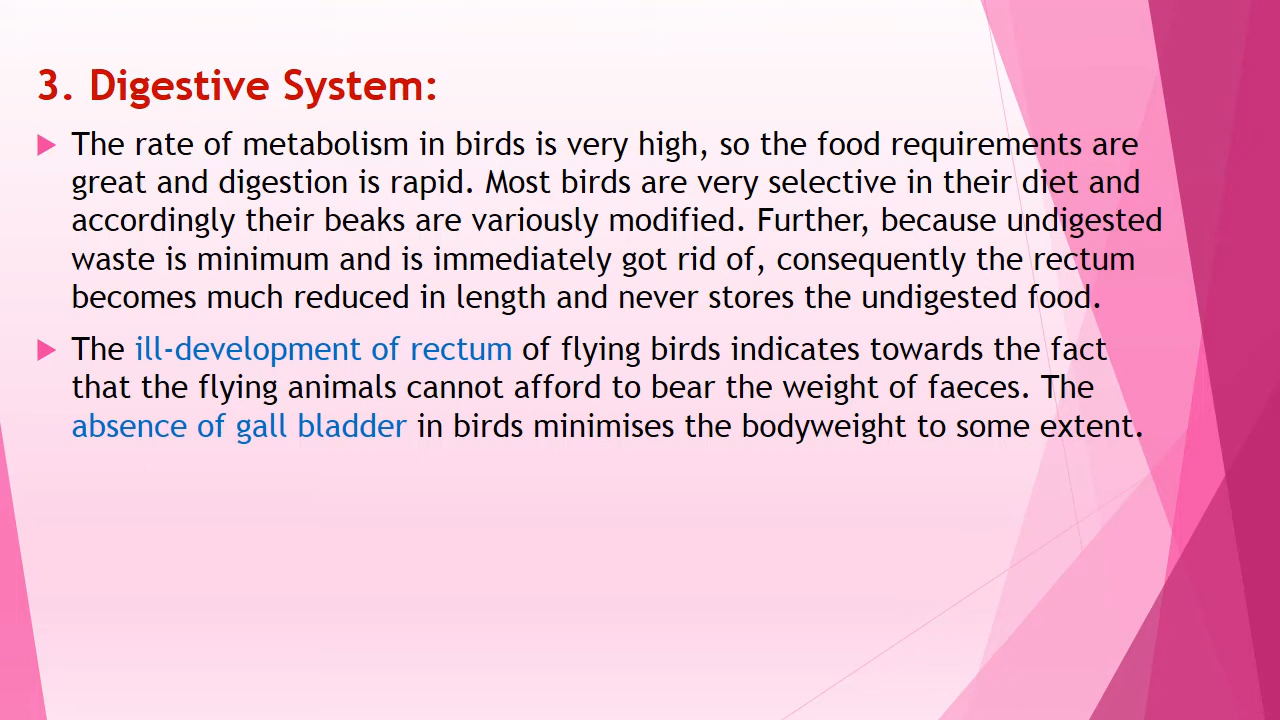 3. Digestive System:
The rate of metabolism in birds is very high, so the food requirements are
great and digestion is rapid. Most birds are very selective in their diet and
accordingly their beaks are variously modified. Further, because undigested
waste is minimum and is immediately got rid of, consequently the rectum
becomes much reduced in length and never stores the undigested food.
The ill-development of rectum of flying birds indicates towards the fact
that the flying animals cannot afford to bear the weight of faeces. The
absence of gall bladder in birds minimises the bodyweight to some extent.